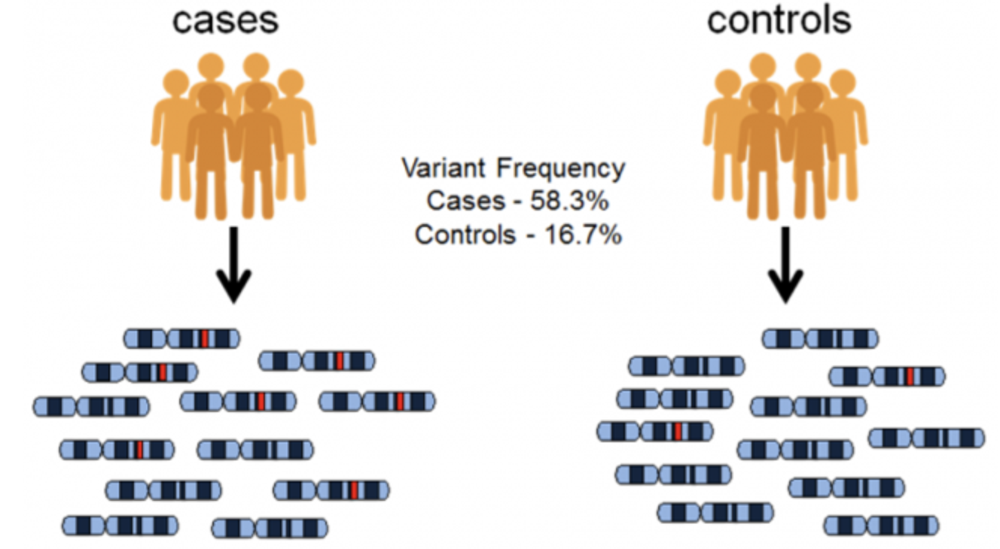 cases
controls
Variant Frequency
Cases - 58.3%
Controls - 16.7%